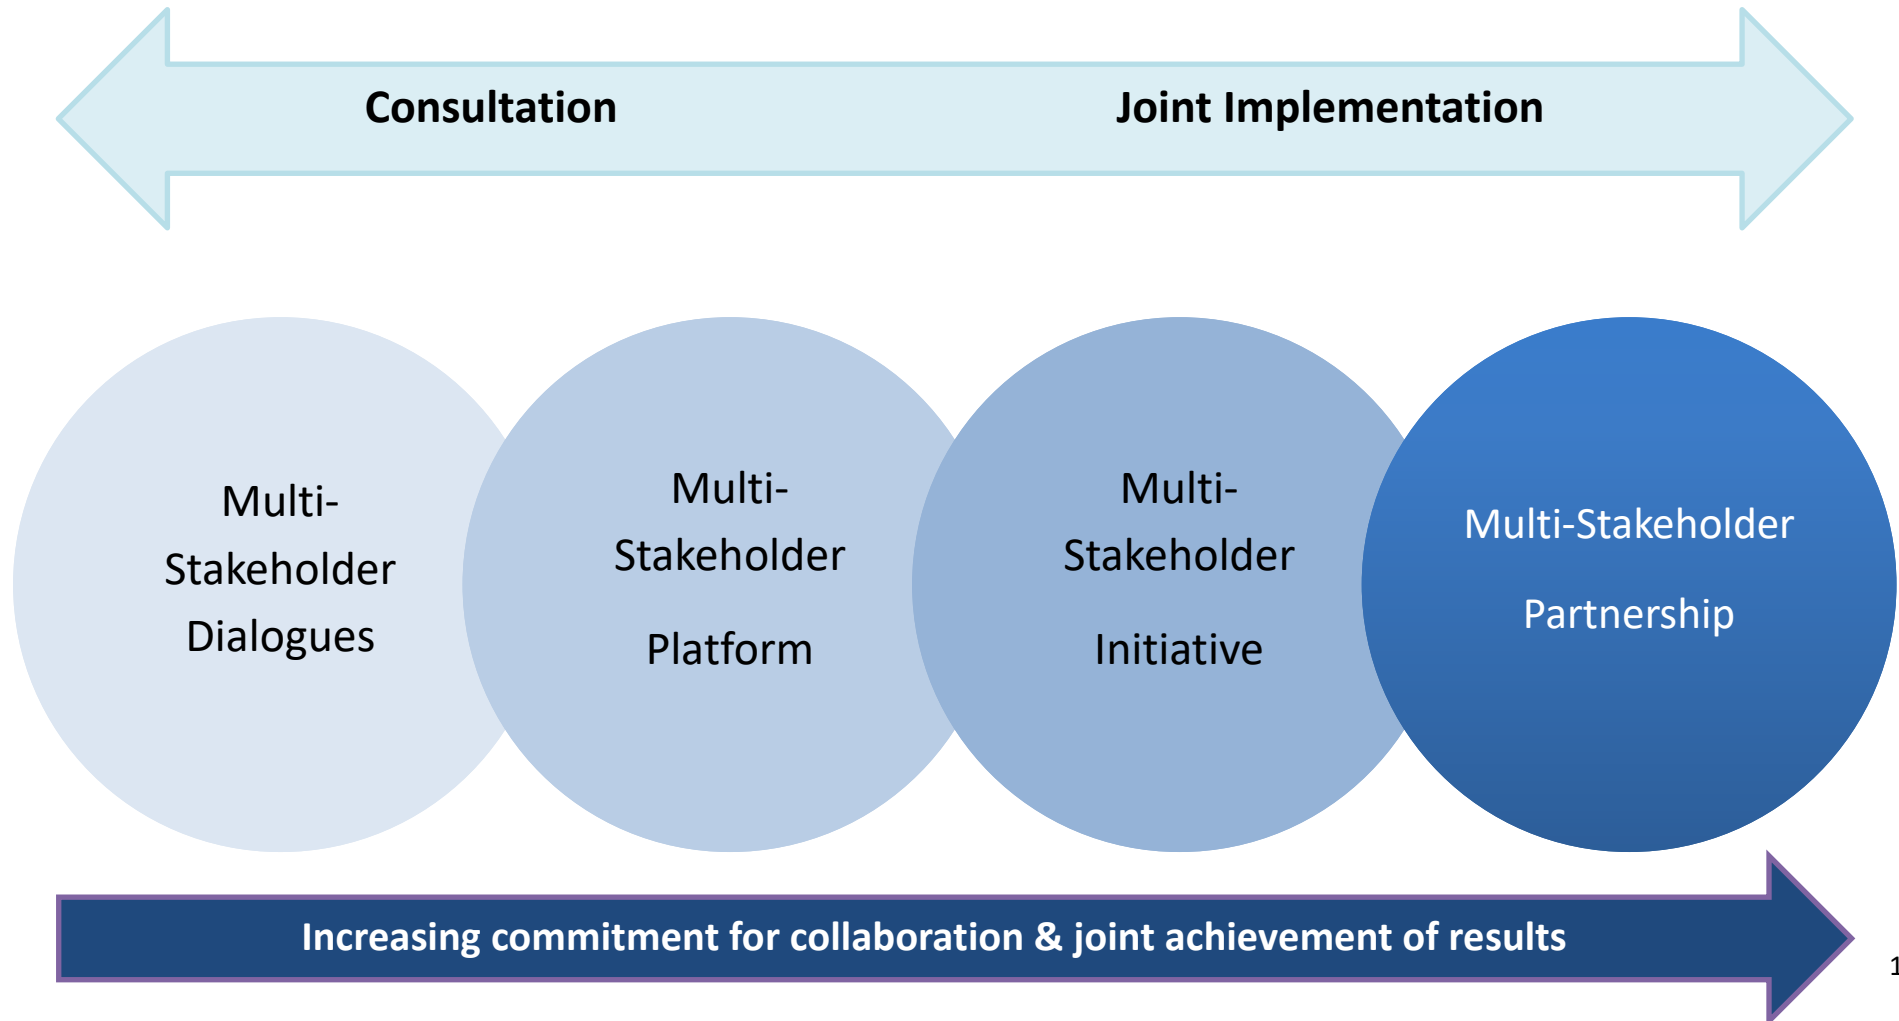 Consultation
Joint Implementation
Multi-
Stakeholder
Dialogues
Multi-
Stakeholder
Platform
Multi-
Stakeholder
Initiative
Multi-Stakeholder
Partnership
Increasing commitment for collaboration & joint achievement of results
1